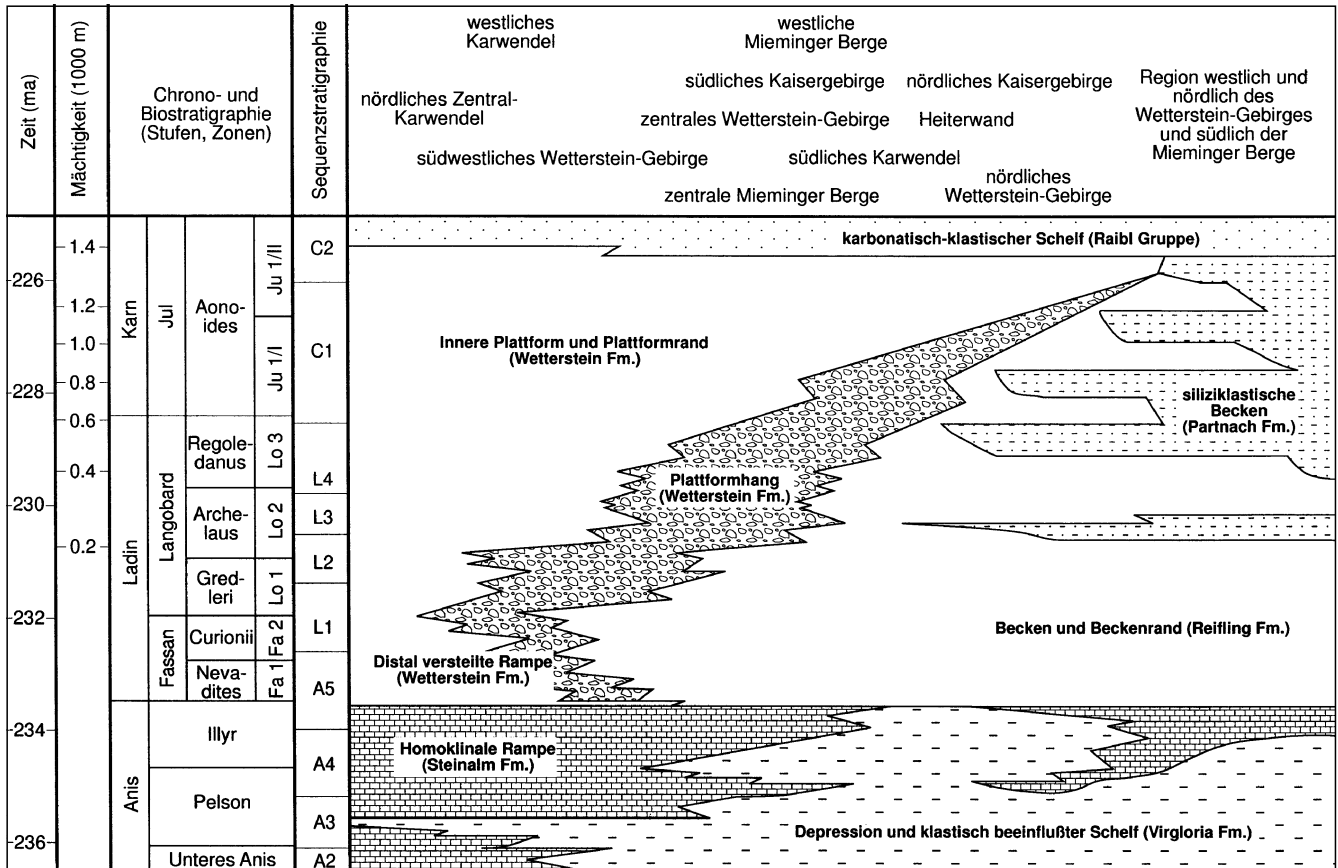 Zeit (ma)
Mächtigkeit (1000 m)
Chrono- und
Biostratigraphie
(Stufen, Zonen)
Sequenzstratigraphie
westliches
Karwendel
westliche
Mieminger Berge
südliches Kaisergebirge
nördliches Kaisergebirge
Region westlich und
nördlich des
Wetterstein-Gebirges
und südlich der
Mieminger Berge
nördliches Zentral-
Karwendel
zentrales Wetterstein-Gebirge
Heiterwand
südwestliches Wetterstein-Gebirge
südliches Karwendel
zentrale Mieminger Berge
nördliches
Wetterstein-Gebirge
-226
-228
-230
-232
-234
-236
1.4
1.2
1.0
0.8
0.6
0.4
0.2
Karn
Ladin
Anis
Jul
Langobard
Fassan
Aono-
ides
Regole-
danus
Arche-
laus
Gred-
leri
Curionii
Neva-
dites
Illyr
Pelson
Unteres Anis
Ju 1/II
Ju 1/I
Lo 3
Lo 2
Lo 1
Fa 2
Fa 1
C2
C1
L4
L3
L2
L1
A5
A4
A3
A2
karbonatisch-klastischer Schelf (Raibl Gruppe)
Innere Plattform und Plattformrand
(Wetterstein Fm.)
siliziklastische
Becken
(Partnach Fm.)
Plattformhang
(Wetterstein Fm.)
Becken und Beckenrand (Reifling Fm.)
Distal versteilte Rampe
(Wetterstein Fm.)
Homoklinale Rampe
(Steinalm Fm.)
Depression und klastisch beeinflußter Schelf (Virgloria Fm.)